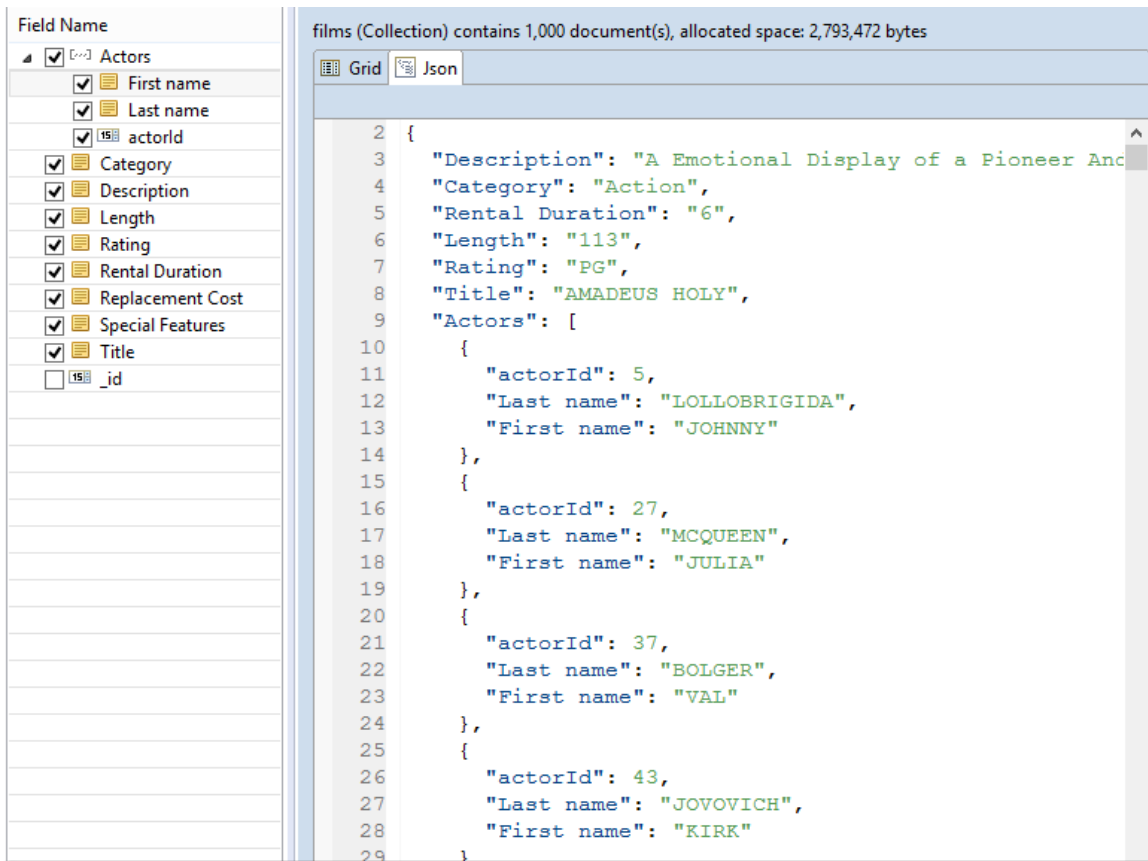 Field Name
Actors
First name
Last name
actorId
Category
Description
Length
Rating
Rental Duration
Replacement Cost
Special Features
Title
_id
films (Collection) contains 1,000 document(s), allocated space: 2,793,472 bytes
Grid Json
2 {
3 "Description": "A Emotional Display of a Pioneer And
4 "Category": "Action",
5 "Rental Duration": "6",
6 "Length": "113",
7 "Rating": "PG",
8 "Title": "AMADEUS HOLY",
9 "Actors": [
10 {
11 "actorId": 5,
12 "Last name": "LOLLOBRIGIDA",
13 "First name": "JOHNNY"
14 },
15 {
16 "actorId": 27,
17 "Last name": "MCQUEEN",
18 "First name": "JULIA"
19 },
20 {
21 "actorId": 37,
22 "Last name": "BOLGER",
23 "First name": "VAL"
24 },
25 {
26 "actorId": 43,
27 "Last name": "JOVOVICH",
28 "First name": "KIRK"
29 }